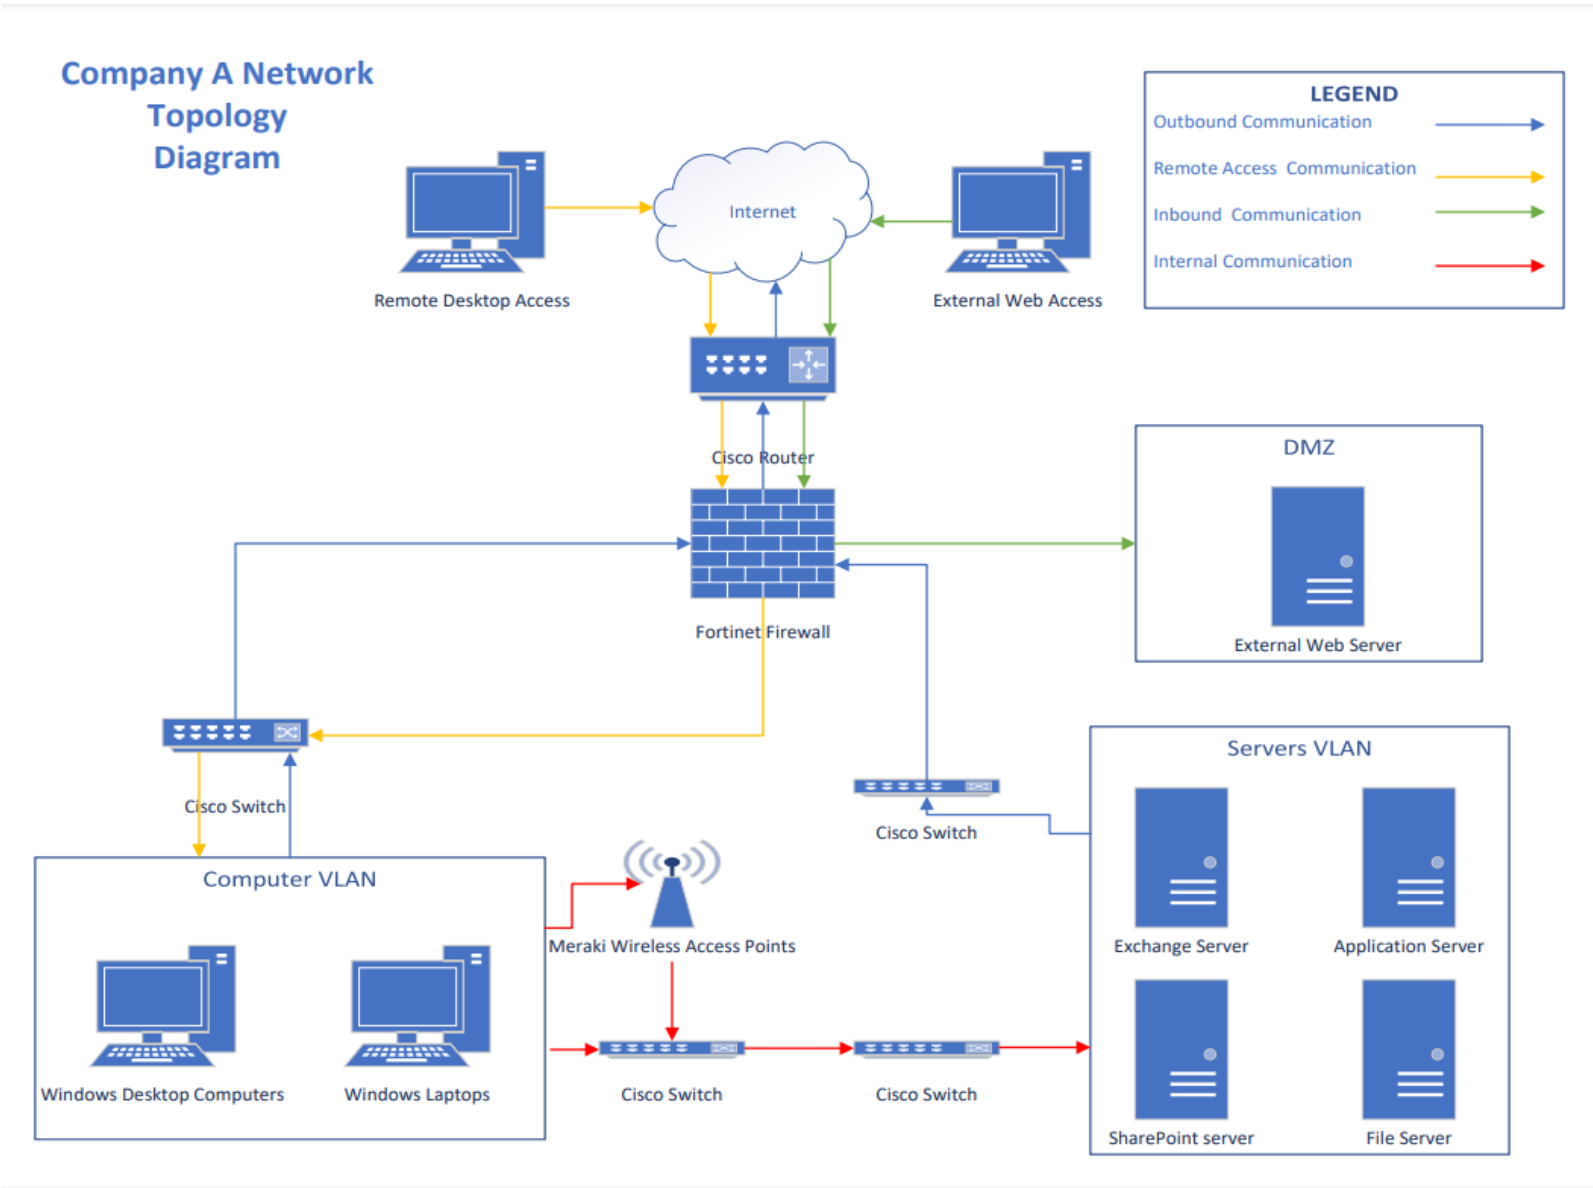 Company A Network
Topology
Diagram
LEGEND
Outbound Communication
Remote Access  Communication
Inbound  Communication
Internal Communication
Internet
Remote Desktop Access
External Web Access
Cisco Router
DMZ
Fortinet Firewall
External Web Server
Servers VLAN
Cisco Switch
Cisco Switch
Computer VLAN
Meraki Wireless Access Points
Exchange Server
Application Server
Windows Desktop Computers
Windows Laptops
Cisco Switch
Cisco Switch
SharePoint server
File Server